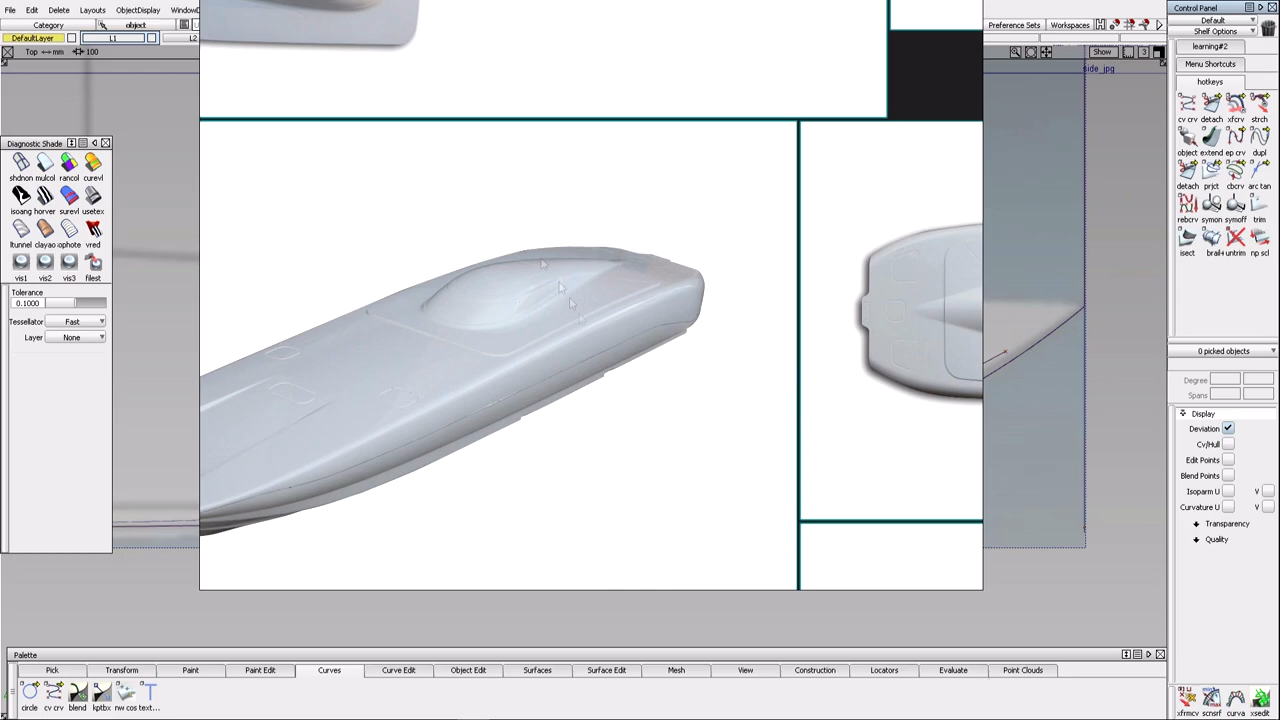 File Edit Delete Layouts ObjectDisplay WindowD
Control Panel
Category object
Preference Sets Workspaces
Default
DefaultLayer L1 L2
Shelf Options
Top mm 100
Show 3
learning#2
side_jpg
Menu Shortcuts
hotkeys
cv crv detach xfcrv strch
object extend ep crv dupl
detach prjct cbcrv arc tan
rebcrv symon symoff trim
isect brail untrim np scl
Diagnostic Shade
shdnon mulcol rancol curevl
isoang horver surevl usetex
ltunnel clayao ophote vred
vis1 vis2 vis3 filest
Tolerance
0.1000
Tessellator Fast
Layer None
0 picked objects
Degree
Spans
Display
Deviation
Cv/Hull
Edit Points
Blend Points
Isoparm U V
Curvature U V
Transparency
Quality
Palette
Pick Transform Paint Paint Edit Curves Curve Edit Object Edit Surfaces Surface Edit Mesh View Construction Locators Evaluate Point Clouds
circle cv crv blend kptbx nw cos text...
xfrmcv scnsrf curva xsedit